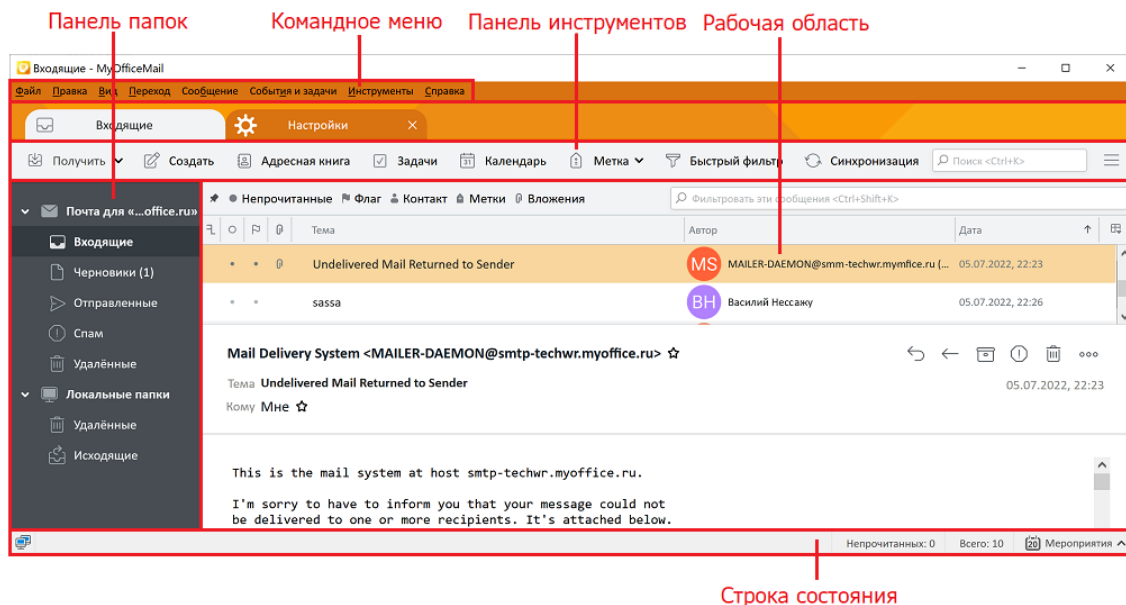 Панель папок Командное меню Панель инструментов Рабочая область
Входящие - MyOfficeMail
Файл Правка Вид Переход Сообщение События и задачи Инструменты Справка
Входящие Настройки
Получить Создать Адресная книга Задачи 31 Календарь Метка Быстрый фильтр Синхронизация Поиск <Ctrl+K>
Непрочитанные Флаг Контакт Метки Вложения Фильтровать эти сообщения <Ctrl+Shift+K>
Тема Автор Дата
Undelivered Mail Returned to Sender MS MAILER-DAEMON@smm-techwr.mymfice.ru (... 05.07.2022, 22:23
sassa ВН Василий Нессажу 05.07.2022, 22:26
Почта для «...office.ru»
Входящие
Черновики (1)
Отправленные
Спам
Удалённые
Локальные папки
Удалённые
Исходящие
Mail Delivery System <MAILER-DAEMON@smtp-techwr.myoffice.ru>
Тема Undelivered Mail Returned to Sender 05.07.2022, 22:23
Кому Мне
This is the mail system at host smtp-techwr.myoffice.ru.
I'm sorry to have to inform you that your message could not
be delivered to one or more recipients. It's attached below.
Непрочитанных: 0 Всего: 10 20 Мероприятия
Строка состояния